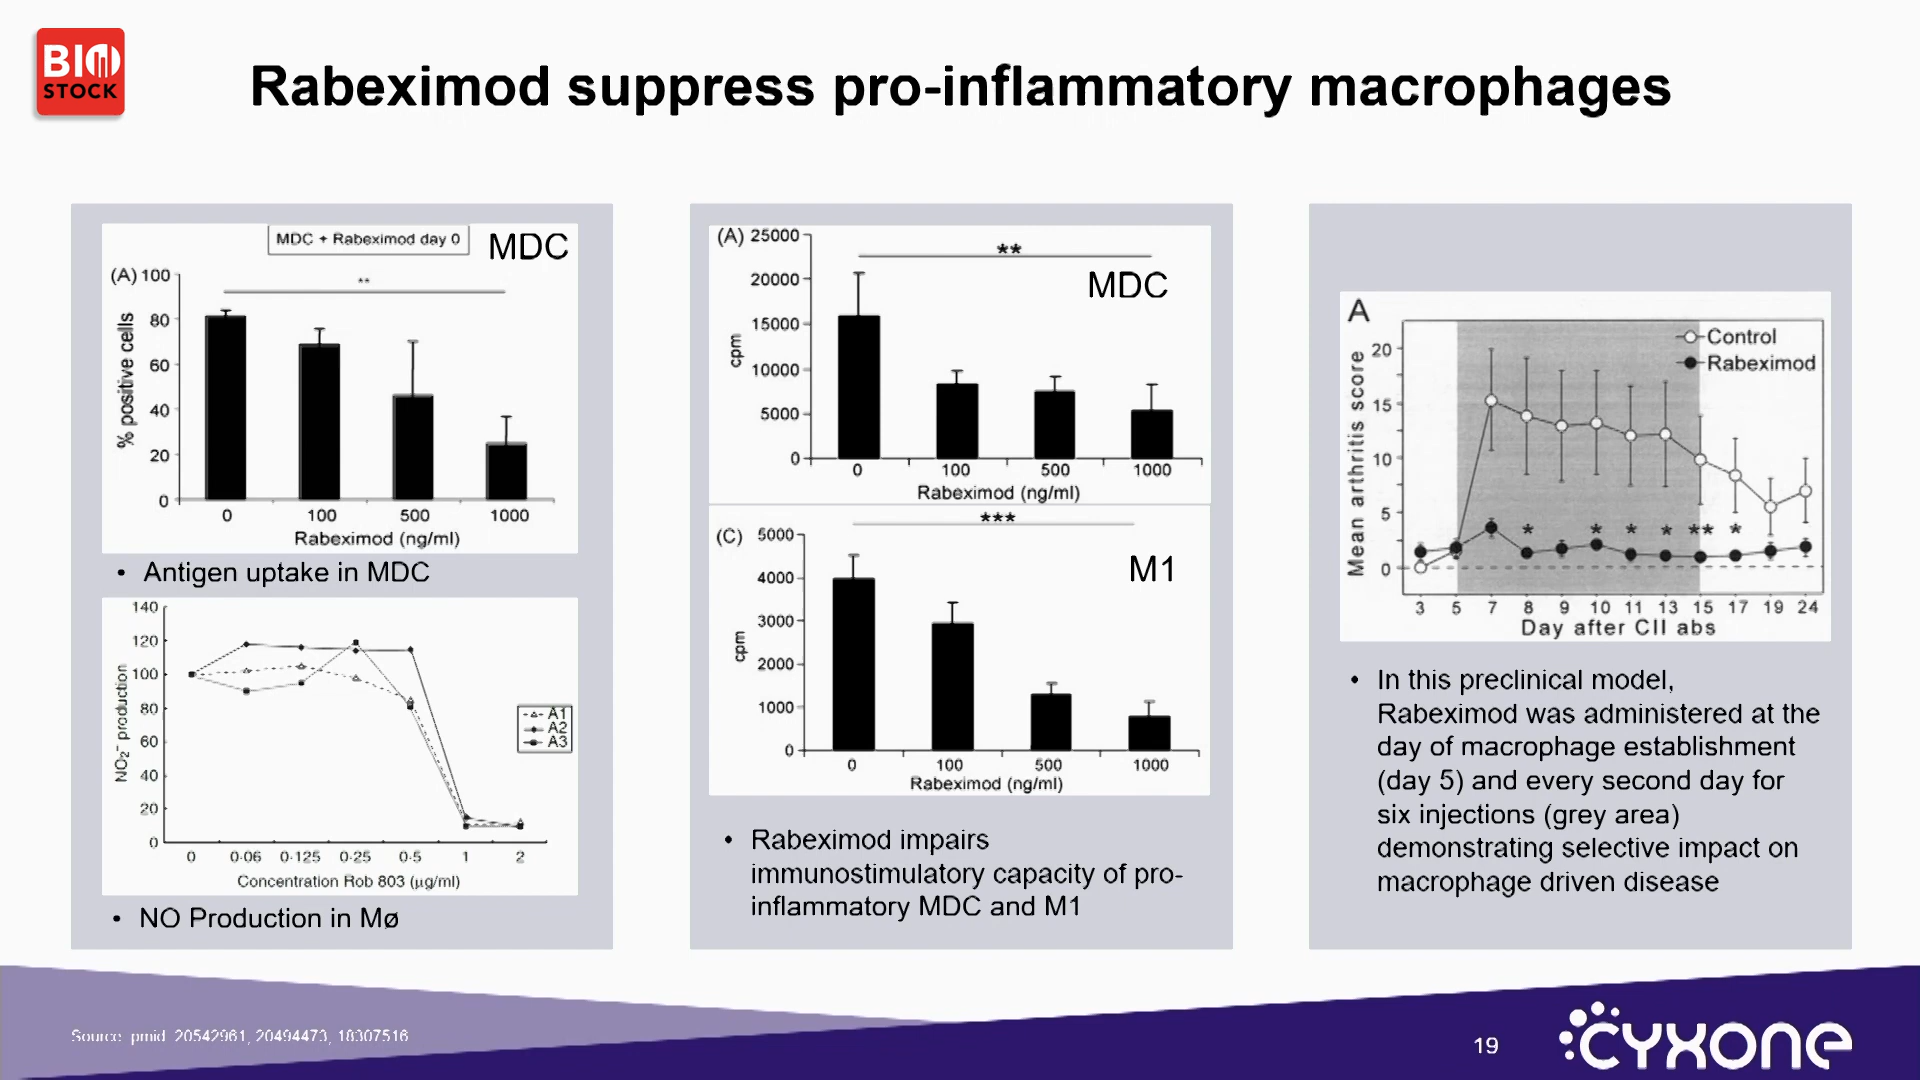 BIO
STOCK
Rabeximod suppress pro-inflammatory macrophages
MDC + Rabeximod day 0
MDC
(A)
**
% positive cells
100
80
60
40
20
0
0 100 500 1000
Rabeximod (ng/ml)
• Antigen uptake in MDC
NO₂⁻ production
140
120
100
80
60
40
20
0
A1
A2
A3
0 0·06 0·125 0·25 0·5 1 2
Concentration Rob 803 (μg/ml)
• NO Production in Mø
(A)
**
MDC
cpm
25000
20000
15000
10000
5000
0
0 100 500 1000
Rabeximod (ng/ml)
(C)
***
M1
cpm
5000
4000
3000
2000
1000
0
0 100 500 1000
Rabeximod (ng/ml)
• Rabeximod impairs
immunostimulatory capacity of pro-
inflammatory MDC and M1
A
Control
Rabeximod
Mean arthritis score
20
15
10
5
0
* * * * ** *
3 5 7 8 9 10 11 13 15 17 19 24
Day after CII abs
• In this preclinical model,
Rabeximod was administered at the
day of macrophage establishment
(day 5) and every second day for
six injections (grey area)
demonstrating selective impact on
macrophage driven disease
Source: pmid: 20542961, 20494473, 18307516
19
CYXONE